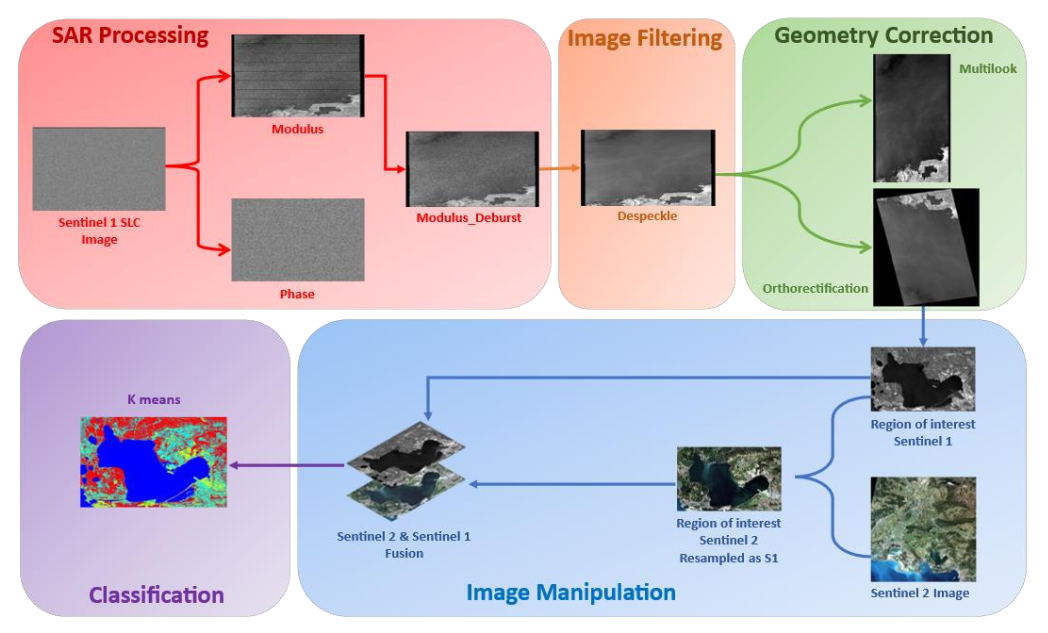 SAR Processing
Modulus
Sentinel 1 SLC
Image
Modulus_Deburst
Phase
Image Filtering
Despeckle
Geometry Correction
Multilook
Orthorectification
Region of interest
Sentinel 1
Sentinel 2 Image
Region of interest
Sentinel 2
Resampled as S1
Sentinel 2 & Sentinel 1
Fusion
Image Manipulation
K means
Classification